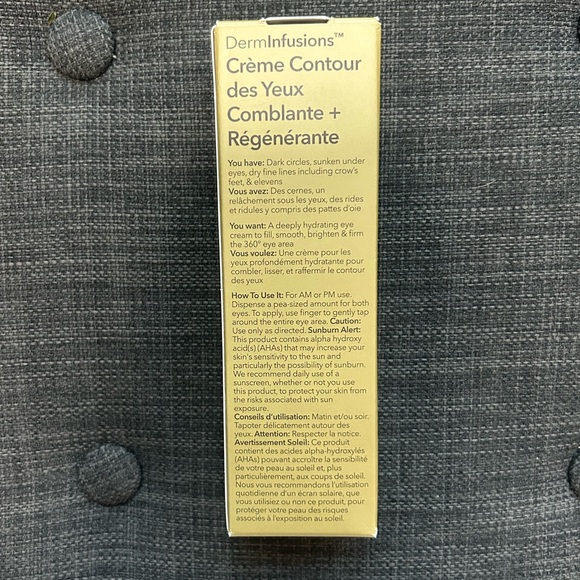 DermInfusions™
Crème Contour
des Yeux
Comblante +
Régénérante
You have: Dark circles, sunken under
eyes, dry fine lines including crow's
feet, & elevens
Vous avez: Des cernes, un
relâchement sous les yeux, des rides
et ridules y compris des pattes d'oie
You want: A deeply hydrating eye
cream to fill, smooth, brighten & firm
the 360° eye area
Vous voulez: Une crème pour les
yeux profondément hydratante pour
combler, lisser, et raffermir le contour
des yeux
How To Use It: For AM or PM use.
Dispense a pea-sized amount for both
eyes. To apply, use finger to gently tap
around the entire eye area. Caution:
Use only as directed. Sunburn Alert:
This product contains alpha hydroxy
acid(s) (AHAs) that may increase your
skin's sensitivity to the sun and
particularly the possibility of sunburn.
We recommend daily use of a
sunscreen, whether or not you use
this product, to protect your skin from
the risks associated with sun
exposure.
Conseils d'utilisation: Matin et/ou soir.
Tapoter délicatement autour des
yeux. Attention: Respecter la notice.
Avertissement Soleil: Ce produit
contient des acides alpha-hydroxylés
(AHAs) pouvant accroître la sensibilité
de votre peau au soleil et, plus
particulièrement, aux coups de soleil.
Nous vous recommandons l'utilisation
quotidienne d'un écran solaire, que
vous utilisiez ou non ce produit, pour
protéger votre peau des risques
associés à l'exposition au soleil.